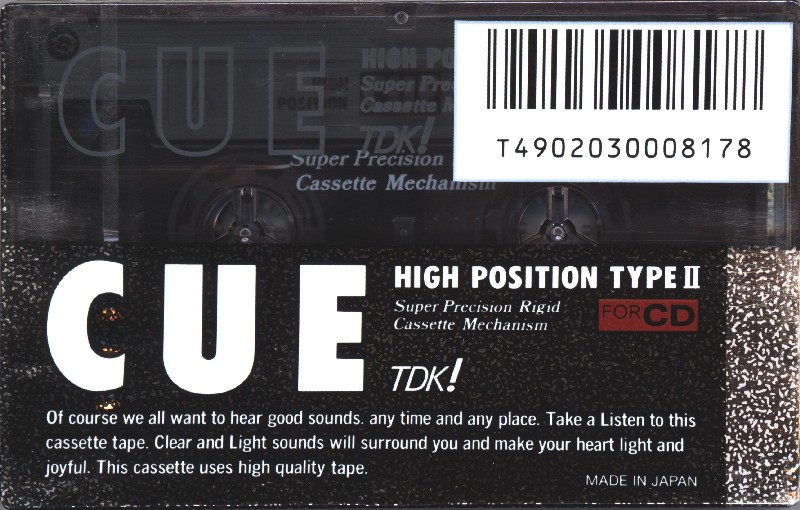 CUE
HIGH PO
HIGH
POSITION
Super Pre
Cassette M
TDK!
Super Precision
Cassette Mechanism
T4902030008178
CUE
HIGH POSITION TYPE II
Super Precision Rigid
Cassette Mechanism
FOR CD
TDK!
Of course we all want to hear good sounds. any time and any place. Take a Listen to this
cassette tape. Clear and Light sounds will surround you and make your heart light and
joyful. This cassette uses high quality tape.
MADE IN JAPAN